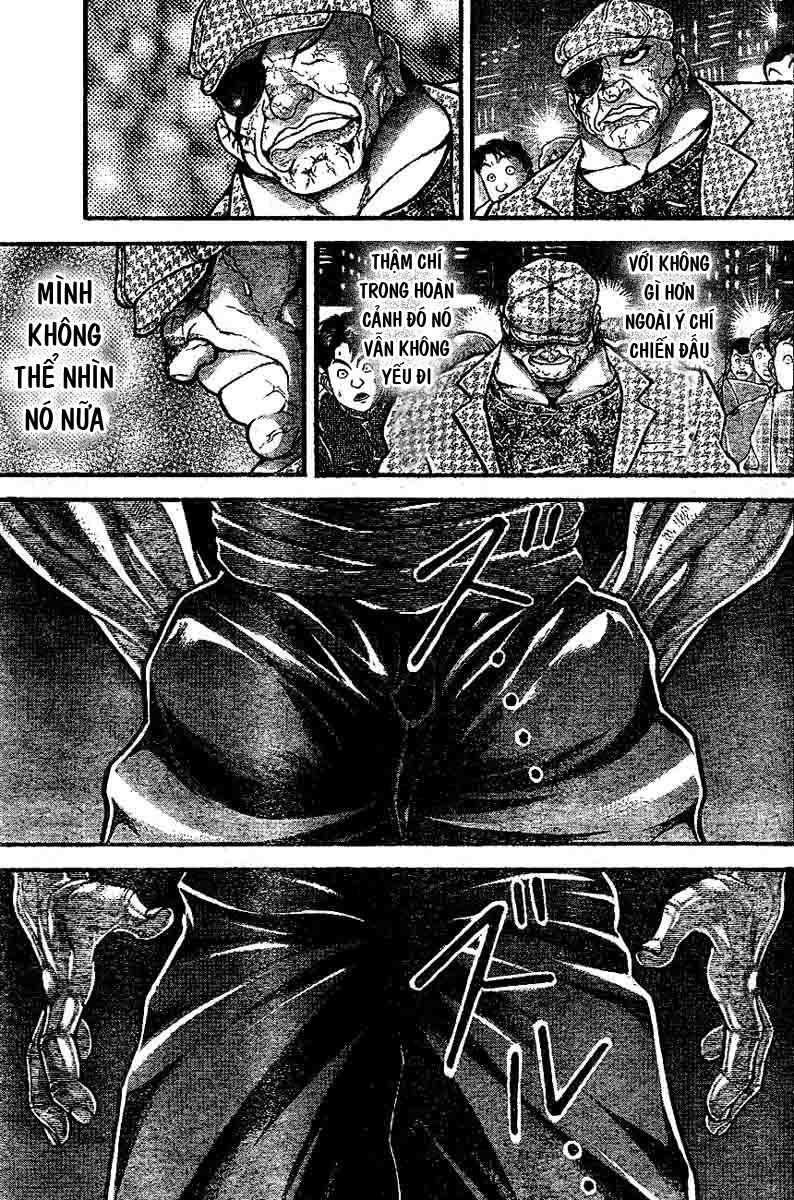 VỚI KHÔNG
GÌ HƠN
NGOÀI Ý CHÍ
CHIẾN ĐẤU
THẬM CHÍ
TRONG HOÀN
CẢNH ĐÓ NÓ
VẪN KHÔNG
YẾU ĐI
MÌNH
KHÔNG
THỂ NHÌN
NÓ NỮA
ズ
ズ
ズ
ル